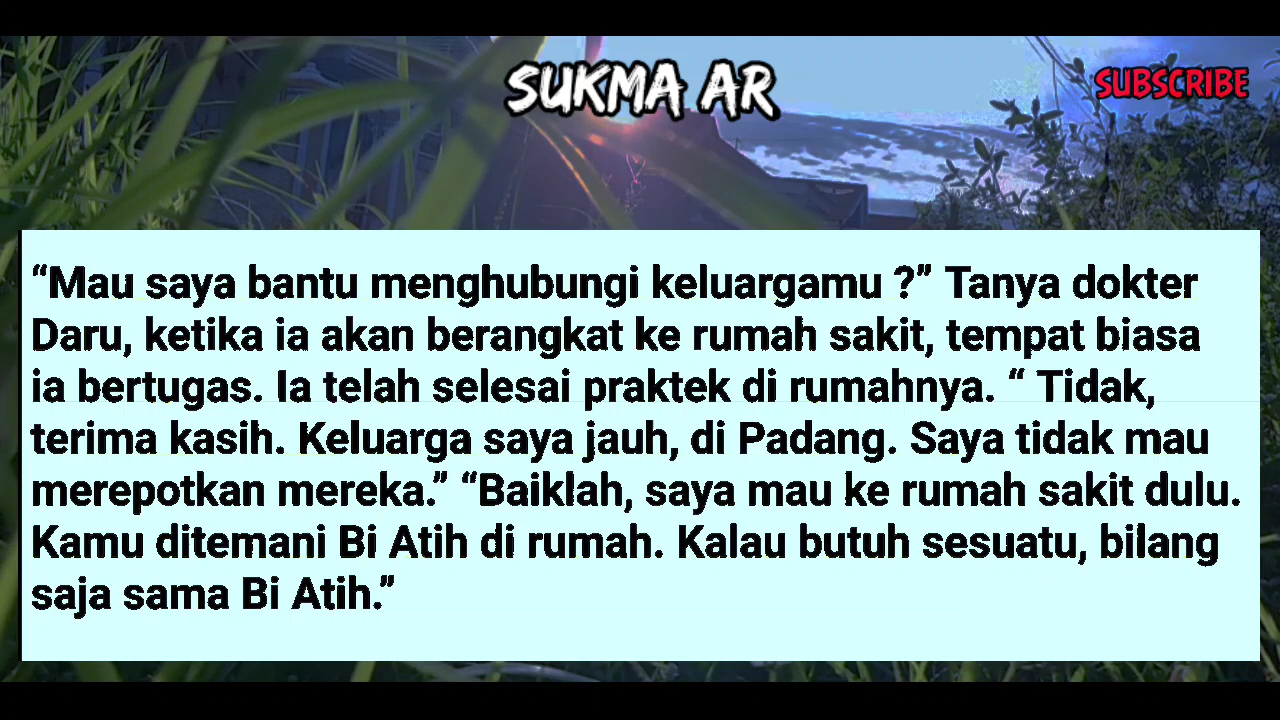 SUKMA AR
SUBSCRIBE
“Mau saya bantu menghubungi keluargamu ?” Tanya dokter
Daru, ketika ia akan berangkat ke rumah sakit, tempat biasa
ia bertugas. Ia telah selesai praktek di rumahnya. “ Tidak,
terima kasih. Keluarga saya jauh, di Padang. Saya tidak mau
merepotkan mereka.” “Baiklah, saya mau ke rumah sakit dulu.
Kamu ditemani Bi Atih di rumah. Kalau butuh sesuatu, bilang
saja sama Bi Atih.”